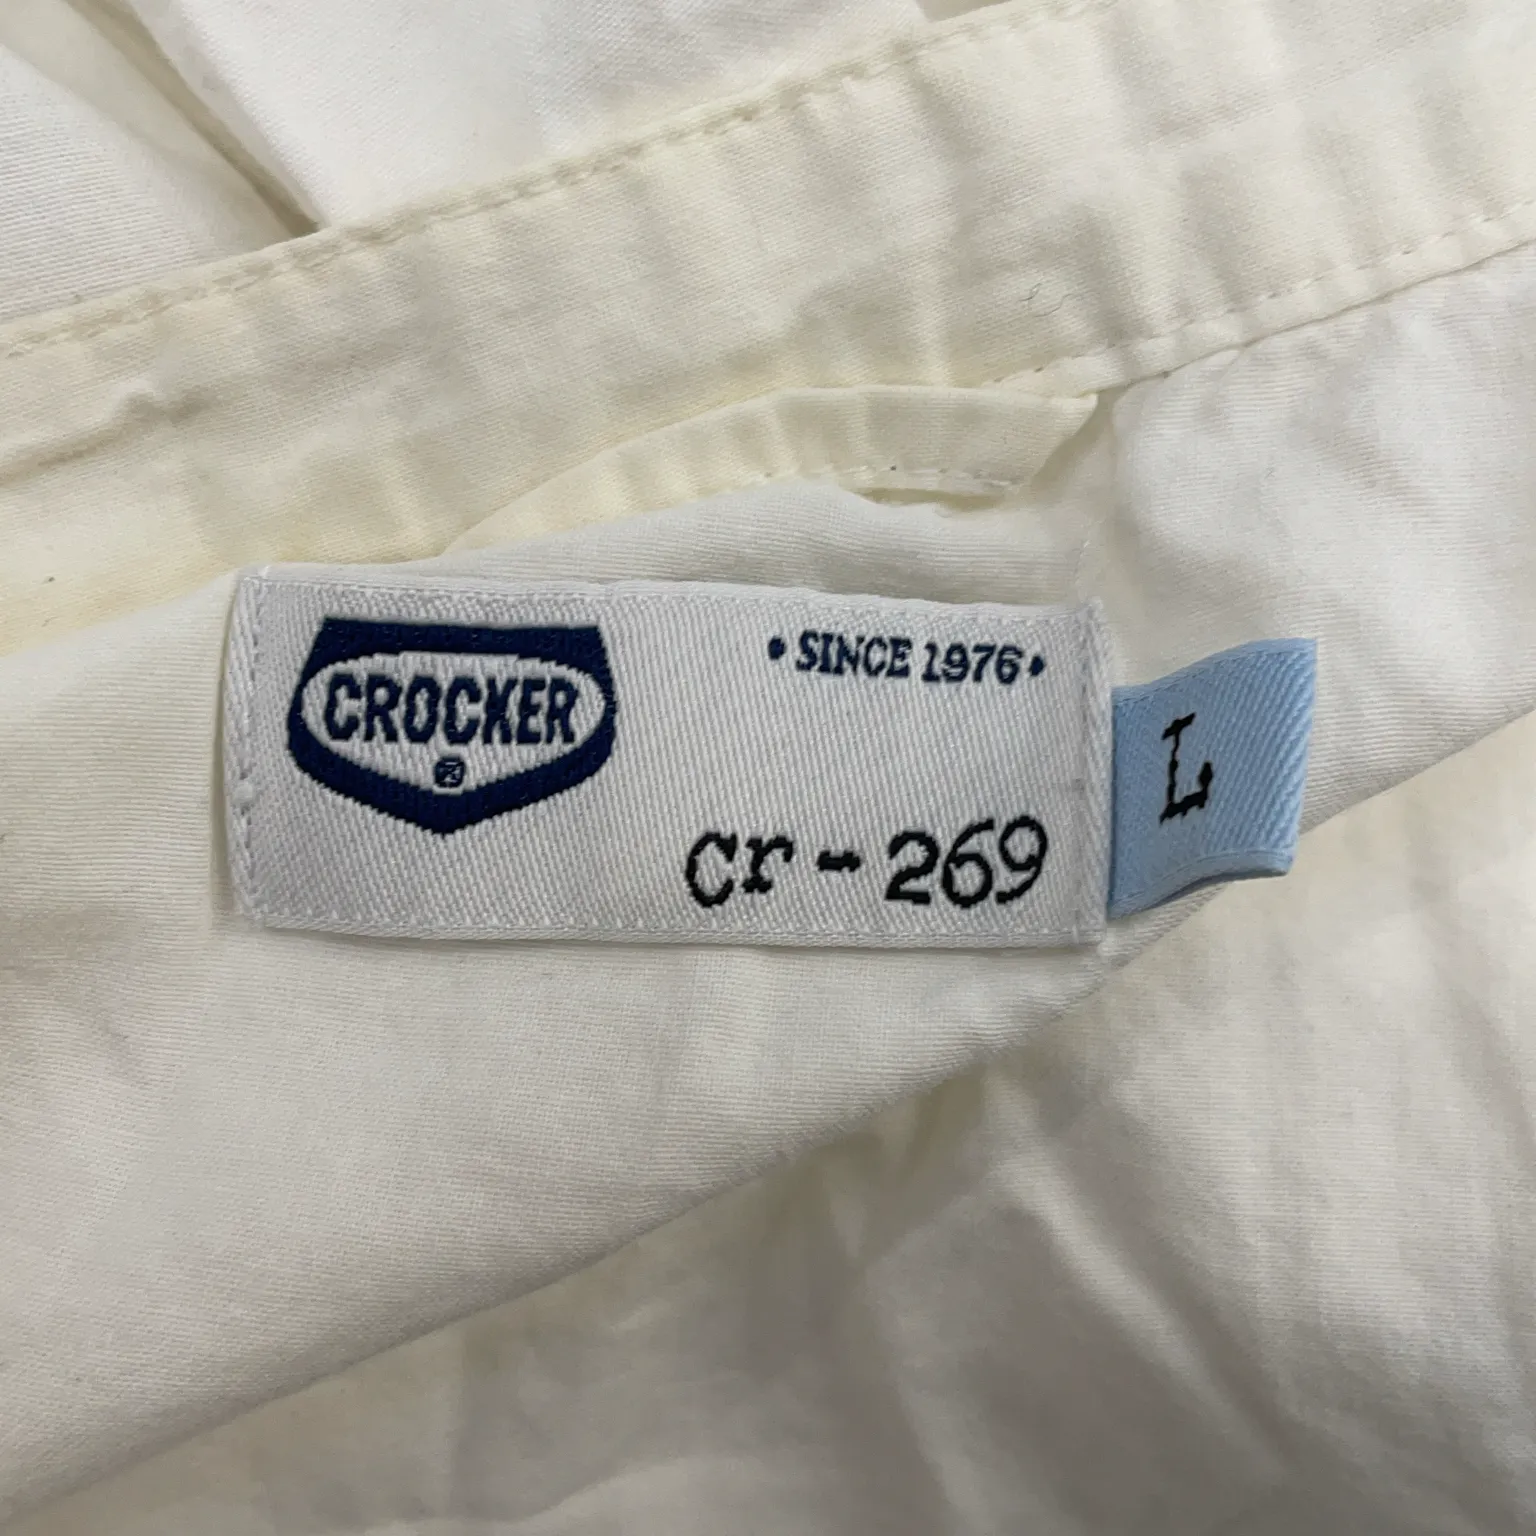 CROCKER
®
• SINCE 1976 •
cr-269
L